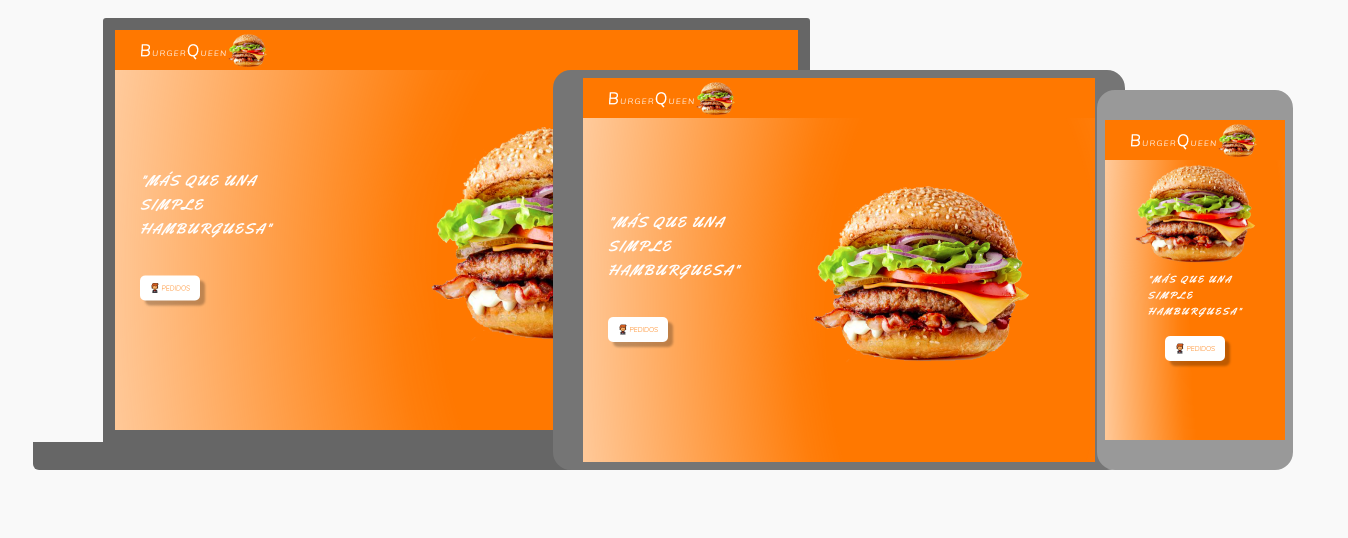 BURGERQUEEN
"MÁS QUE UNA
SIMPLE
HAMBURGUESA"
PEDIDOS
BURGERQUEEN
"MÁS QUE UNA
SIMPLE
HAMBURGUESA"
PEDIDOS
BURGERQUEEN
"MÁS QUE UNA
SIMPLE
HAMBURGUESA"
PEDIDOS